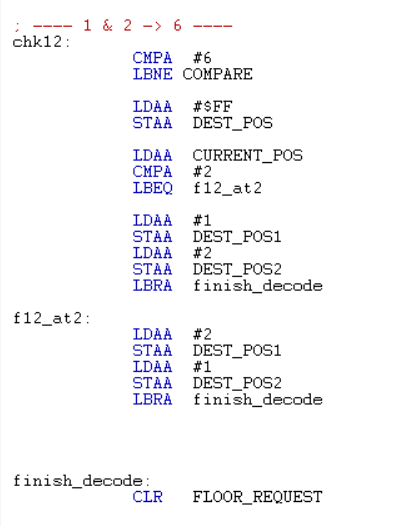 ; ---- 1 & 2 -> 6 ----
chk12:
CMPA #6
LBNE COMPARE
LDAA #$FF
STAA DEST_POS
LDAA CURRENT_POS
CMPA #2
LBEQ f12_at2
LDAA #1
STAA DEST_POS1
LDAA #2
STAA DEST_POS2
LBRA finish_decode
f12_at2:
LDAA #2
STAA DEST_POS1
LDAA #1
STAA DEST_POS2
LBRA finish_decode
finish_decode:
CLR FLOOR_REQUEST